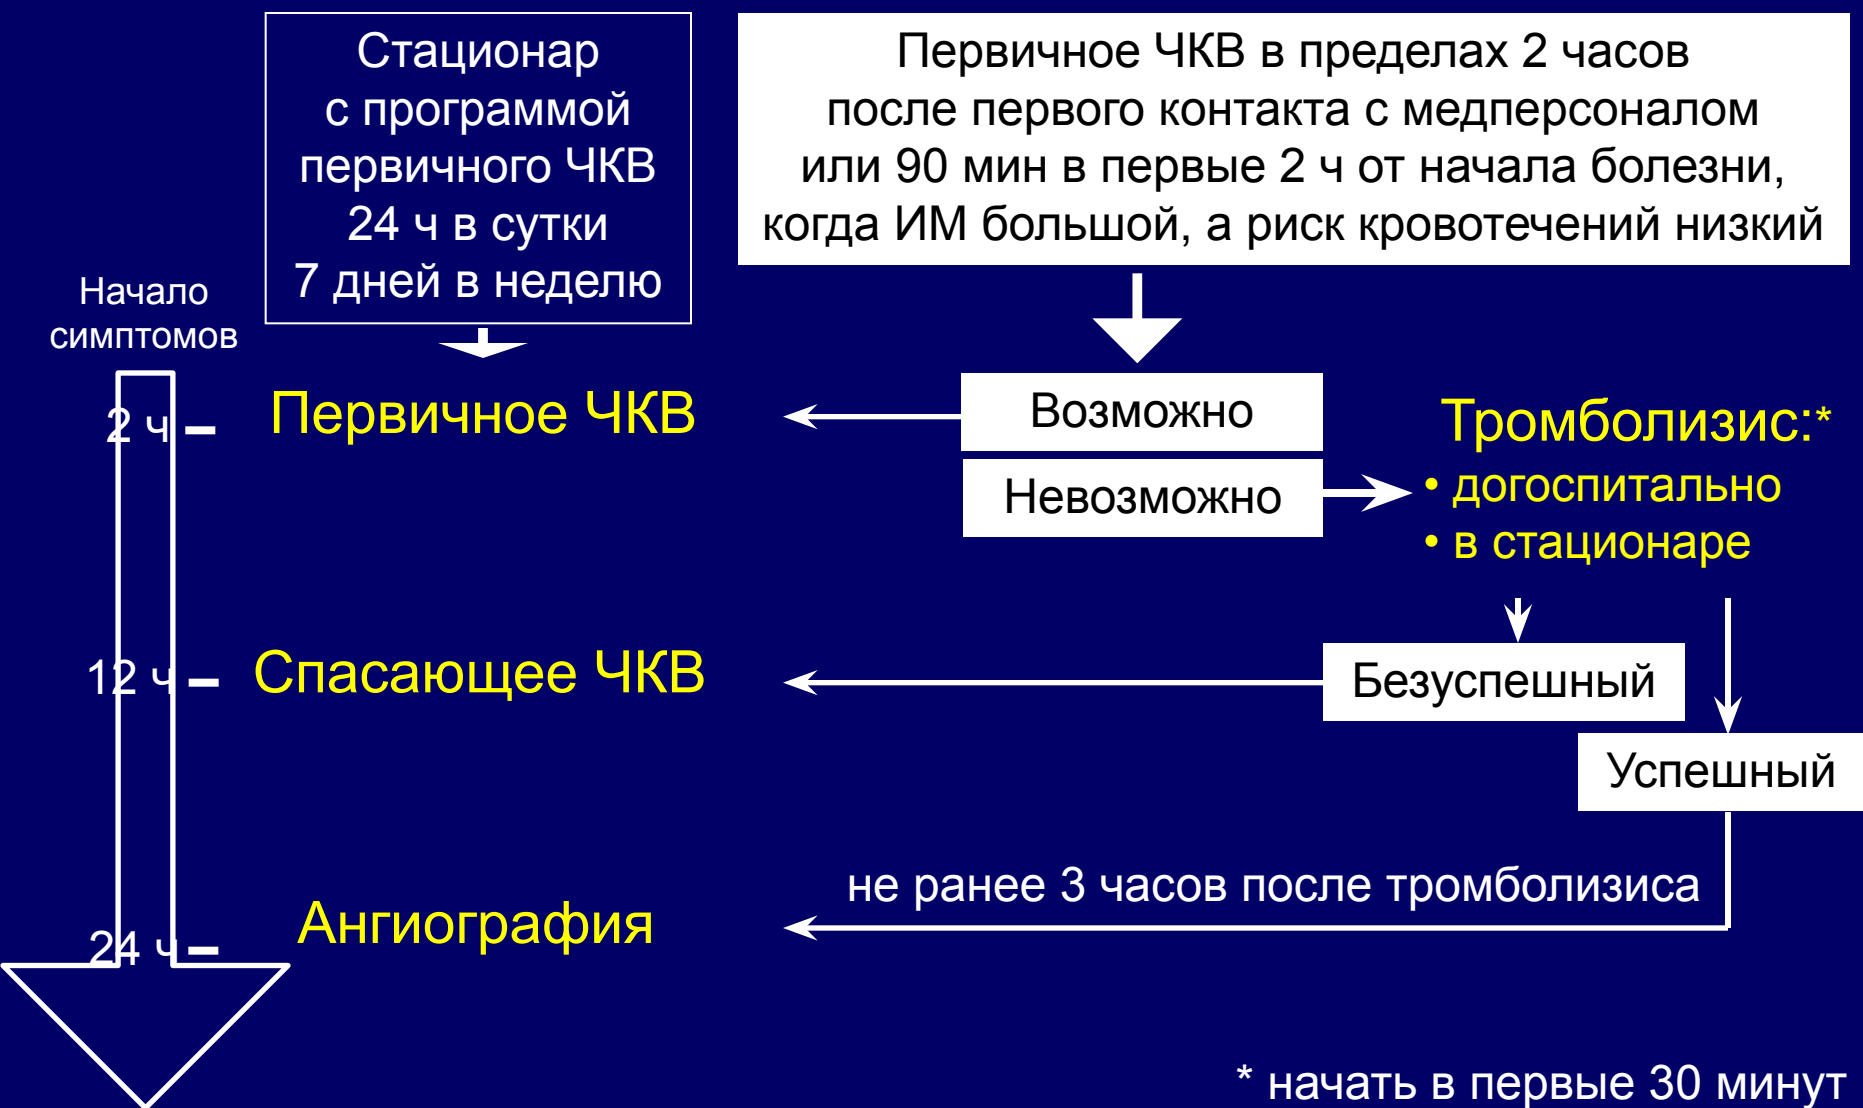 Стационар
с программой
первичного ЧКВ
24 ч в сутки
7 дней в неделю
Первичное ЧКВ в пределах 2 часов
после первого контакта с медперсоналом
или 90 мин в первые 2 ч от начала болезни,
когда ИМ большой, а риск кровотечений низкий
Начало
симптомов
2 ч
Первичное ЧКВ
Возможно
Невозможно
Тромболизис:*
• догоспитально
• в стационаре
12 ч
Спасающее ЧКВ
Безуспешный
Успешный
не ранее 3 часов после тромболизиса
24 ч
Ангиография
* начать в первые 30 минут